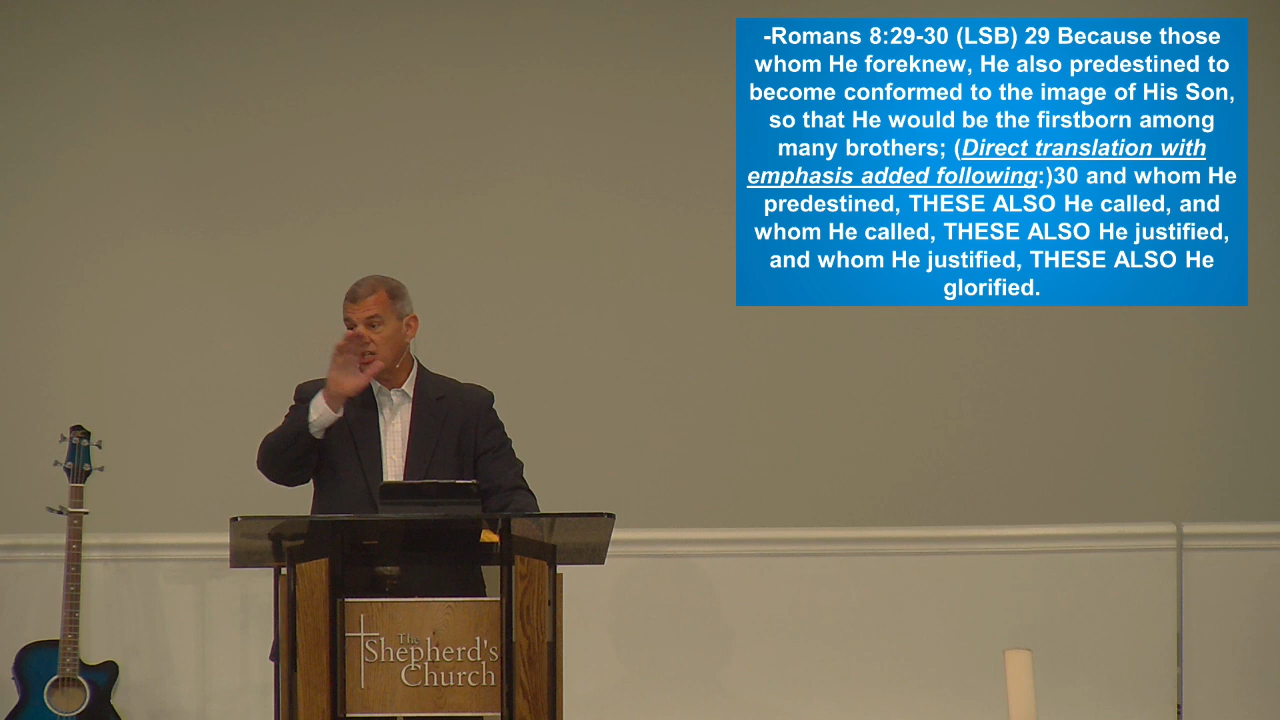 -Romans 8:29-30 (LSB) 29 Because those
whom He foreknew, He also predestined to
become conformed to the image of His Son,
so that He would be the firstborn among
many brothers; (Direct translation with
emphasis added following:)30 and whom He
predestined, THESE ALSO He called, and
whom He called, THESE ALSO He justified,
and whom He justified, THESE ALSO He
glorified.
The
Shepherd's
Church